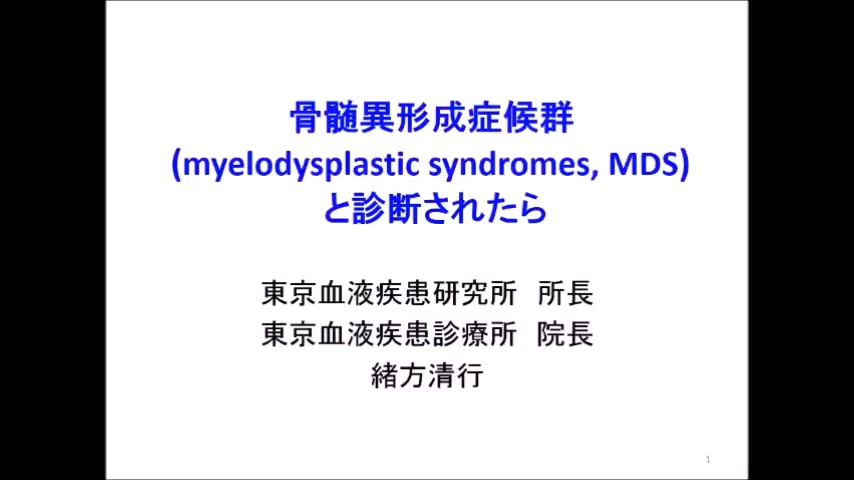 骨髄異形成症候群
(myelodysplastic syndromes, MDS)
と診断されたら
東京血液疾患研究所　所長
東京血液疾患診療所　院長
緒方清行
1